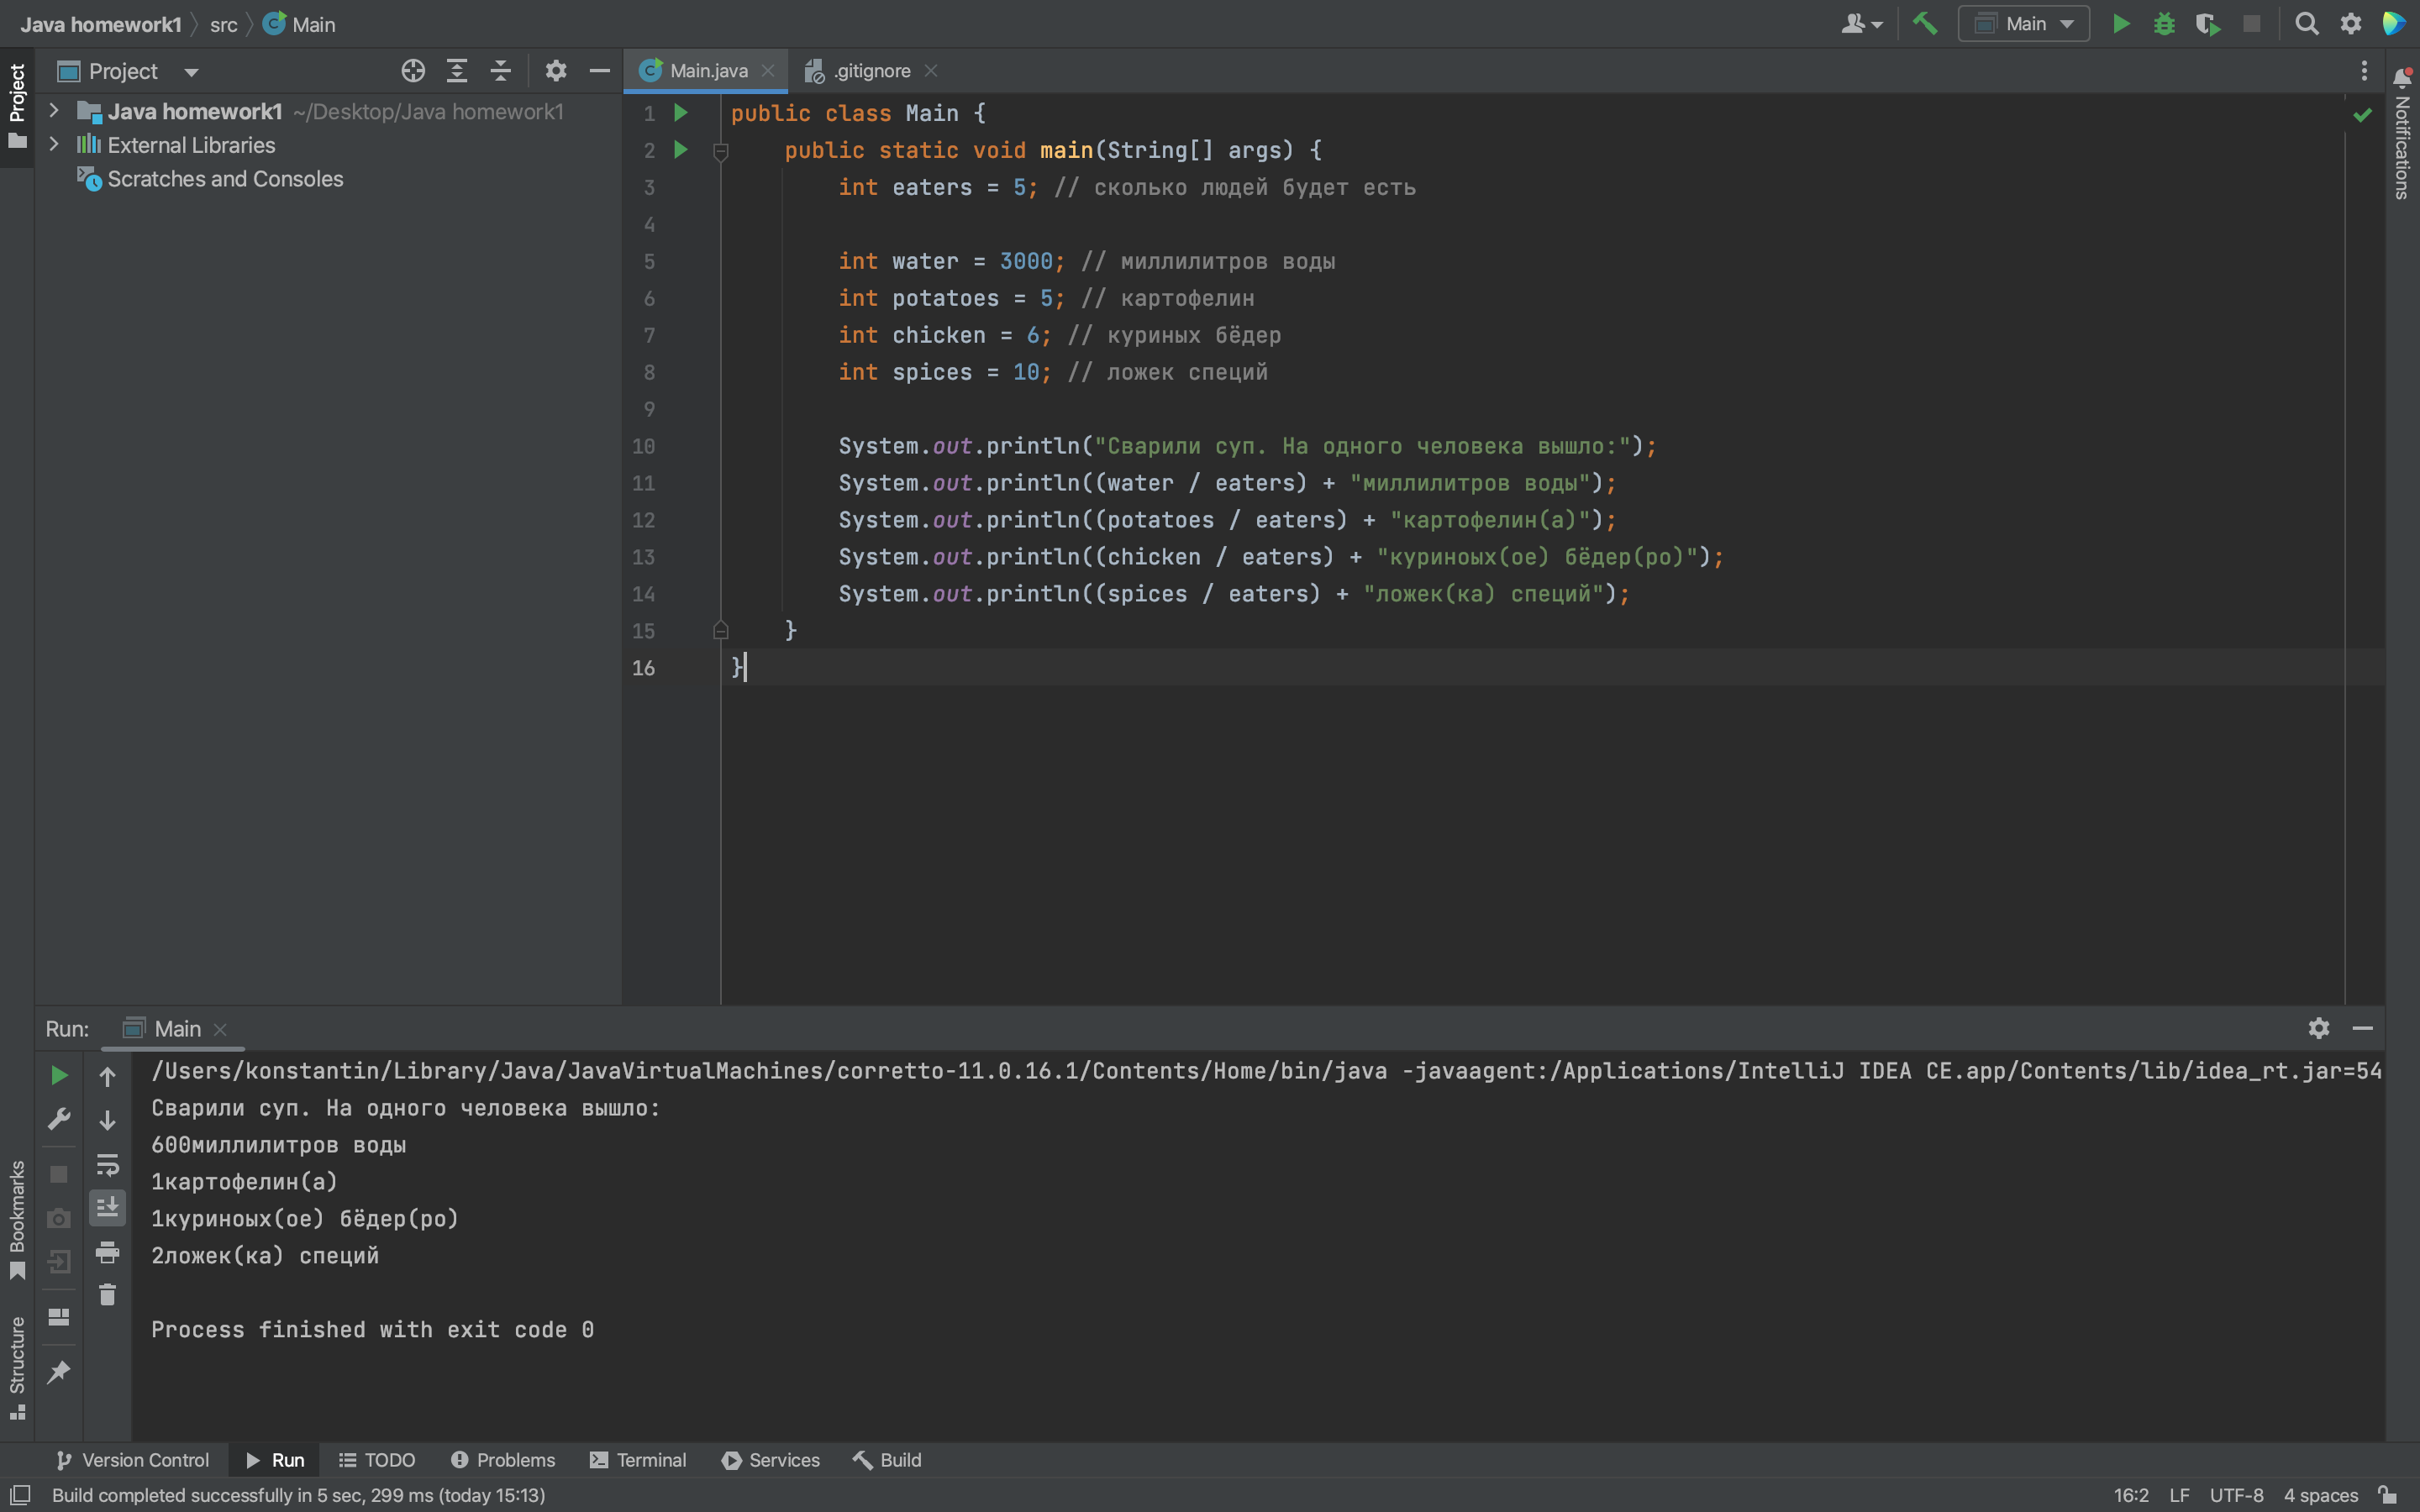 Java homework1 src Main
Main
Project
Main.java
.gitignore
Project
Java homework1 ~/Desktop/Java homework1
External Libraries
Scratches and Consoles
Notifications
1 public class Main {
2 public static void main(String[] args) {
3 int eaters = 5; // сколько людей будет есть
4
5 int water = 3000; // миллилитров воды
6 int potatoes = 5; // картофелин
7 int chicken = 6; // куриных бёдер
8 int spices = 10; // ложек специй
9
10 System.out.println("Сварили суп. На одного человека вышло:");
11 System.out.println((water / eaters) + "миллилитров воды");
12 System.out.println((potatoes / eaters) + "картофелин(а)");
13 System.out.println((chicken / eaters) + "куриноых(ое) бёдер(ро)");
14 System.out.println((spices / eaters) + "ложек(ка) специй");
15 }
16 }
Run: Main
/Users/konstantin/Library/Java/JavaVirtualMachines/corretto-11.0.16.1/Contents/Home/bin/java -javaagent:/Applications/IntelliJ IDEA CE.app/Contents/lib/idea_rt.jar=54
Сварили суп. На одного человека вышло:
600миллилитров воды
1картофелин(а)
1куриноых(ое) бёдер(ро)
2ложек(ка) специй
Process finished with exit code 0
Bookmarks
Structure
Version Control Run TODO Problems Terminal Services Build
Build completed successfully in 5 sec, 299 ms (today 15:13)
16:2 LF UTF-8 4 spaces